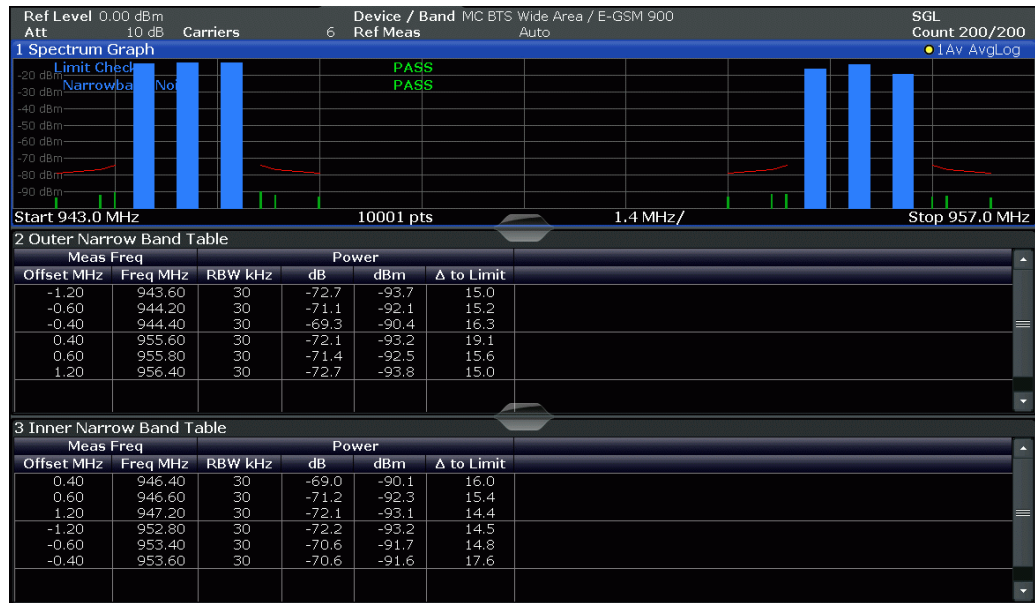 Ref Level 0.00 dBm Device / Band MC BTS Wide Area / E-GSM 900 SGL
Att 10 dB Carriers 6 Ref Meas Auto Count 200/200
1 Spectrum Graph 1Av AvgLog
Limit Check PASS
-20 dBm
Narrowba Noi PASS
-30 dBm
-40 dBm
-50 dBm
-60 dBm
-70 dBm
-80 dBm
-90 dBm
Start 943.0 MHz 10001 pts 1.4 MHz/ Stop 957.0 MHz
2 Outer Narrow Band Table
Meas Freq Power
Offset MHz Freq MHz RBW kHz dB dBm Δ to Limit
-1.20 943.60 30 -72.7 -93.7 15.0
-0.60 944.20 30 -71.1 -92.1 15.2
-0.40 944.40 30 -69.3 -90.4 16.3
0.40 955.60 30 -72.1 -93.2 19.1
0.60 955.80 30 -71.4 -92.5 15.6
1.20 956.40 30 -72.7 -93.8 15.0
3 Inner Narrow Band Table
Meas Freq Power
Offset MHz Freq MHz RBW kHz dB dBm Δ to Limit
0.40 946.40 30 -69.0 -90.1 16.0
0.60 946.60 30 -71.2 -92.3 15.4
1.20 947.20 30 -72.1 -93.1 14.4
-1.20 952.80 30 -72.2 -93.2 14.5
-0.60 953.40 30 -70.6 -91.7 14.8
-0.40 953.60 30 -70.6 -91.6 17.6